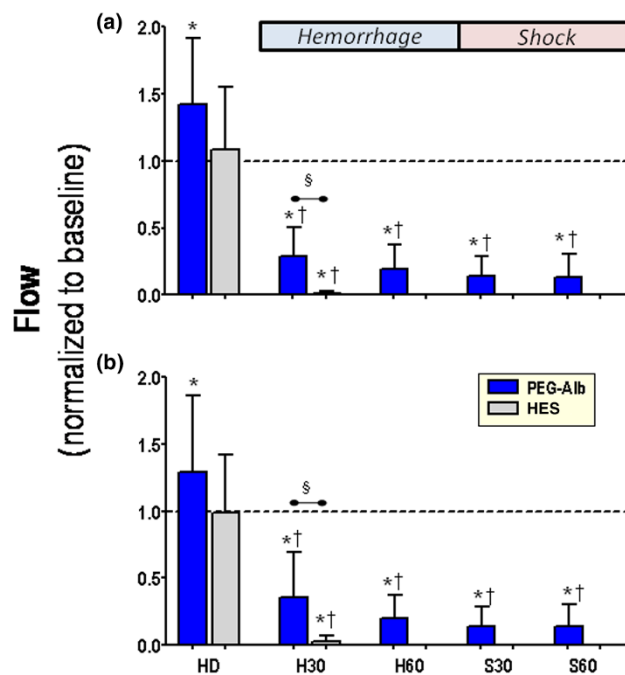 (a)
Hemorrhage Shock
*
2.0
1.5
1.0
0.5
0.0
§
*† *† *† *† *†
Flow
(normalized to baseline)
(b)
*
2.0
1.5
1.0
0.5
0.0
PEG-Alb
HES
§
*† *† *† *† *†
HD H30 H60 S30 S60